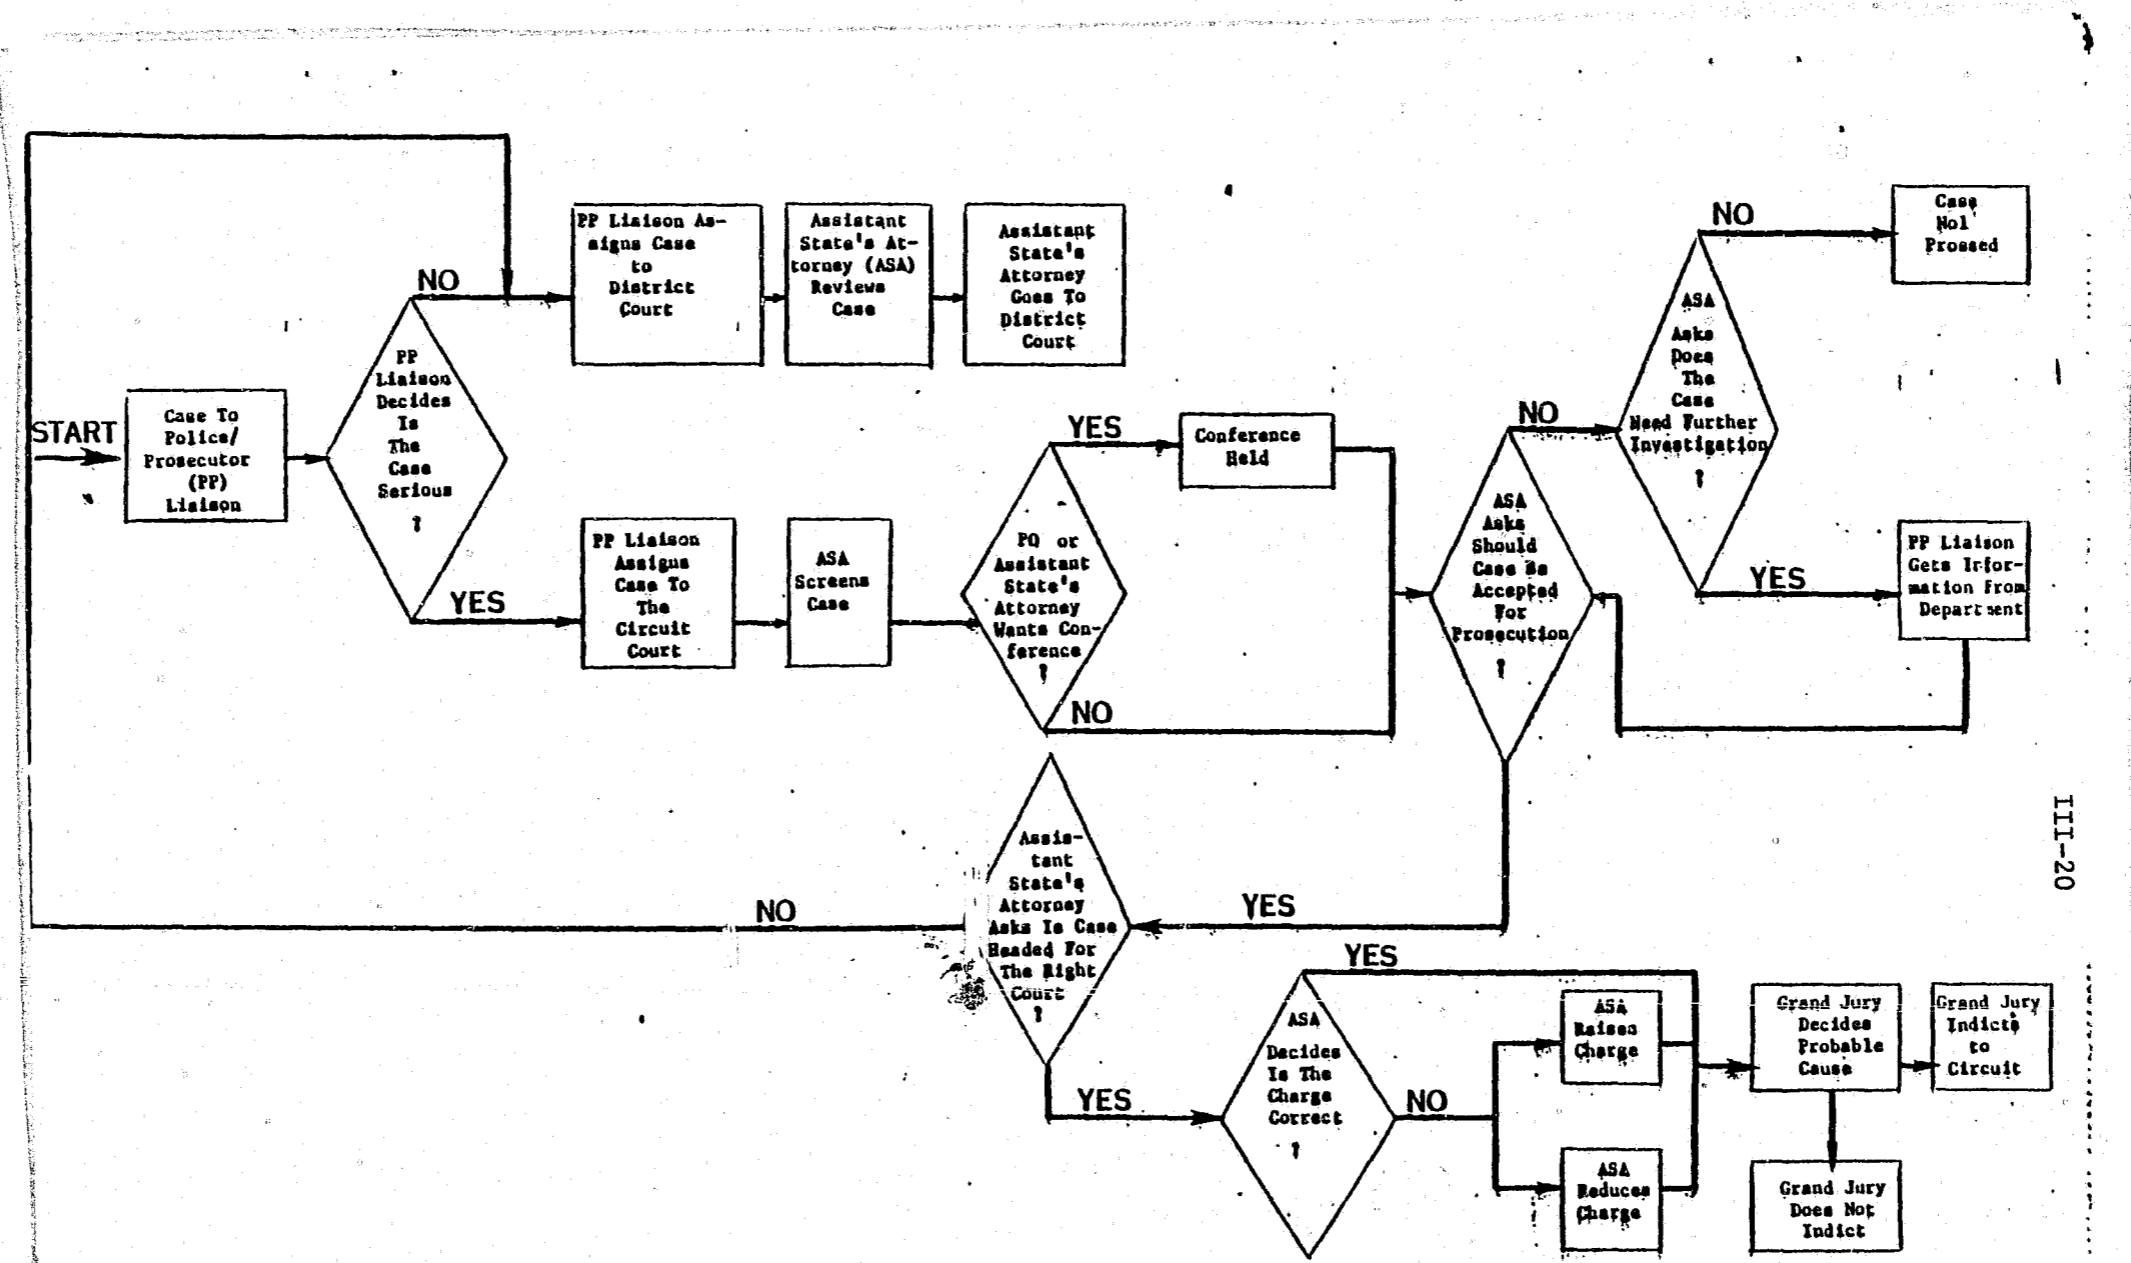 START
Case To
Police/
Prosecutor
(PP)
Liaison
PP
Liaison
Decides
Is
The
Case
Serious
?
NO
PP Liaison As-
signs Case
to
District
Court
Assistant
State's At-
torney (ASA)
Reviews
Case
Assistant
State's
Attorney
Goes To
District
Court
YES
PP Liaison
Assigns
Case To
The
Circuit
Court
ASA
Screens
Case
PO or
Assistant
State's
Attorney
Wants Con-
ference
?
YES
Conference
Held
NO
ASA
Asks
Should
Case Be
Accepted
For
Prosecution
?
NO
ASA
Asks
Does
The
Case
Need Further
Investigation
?
NO
Case
Nol
Prossed
YES
PP Liaison
Gets Infor-
mation From
Department
YES
Assis-
tant
State's
Attorney
Asks Is Case
Headed For
The Right
Court
?
NO
YES
ASA
Decides
Is The
Charge
Correct
?
YES
NO
ASA
Raises
Charge
ASA
Reduces
Charge
Grand Jury
Decides
Probable
Cause
Grand Jury
Indicts
to
Circuit
Grand Jury
Does Not
Indict
III-20